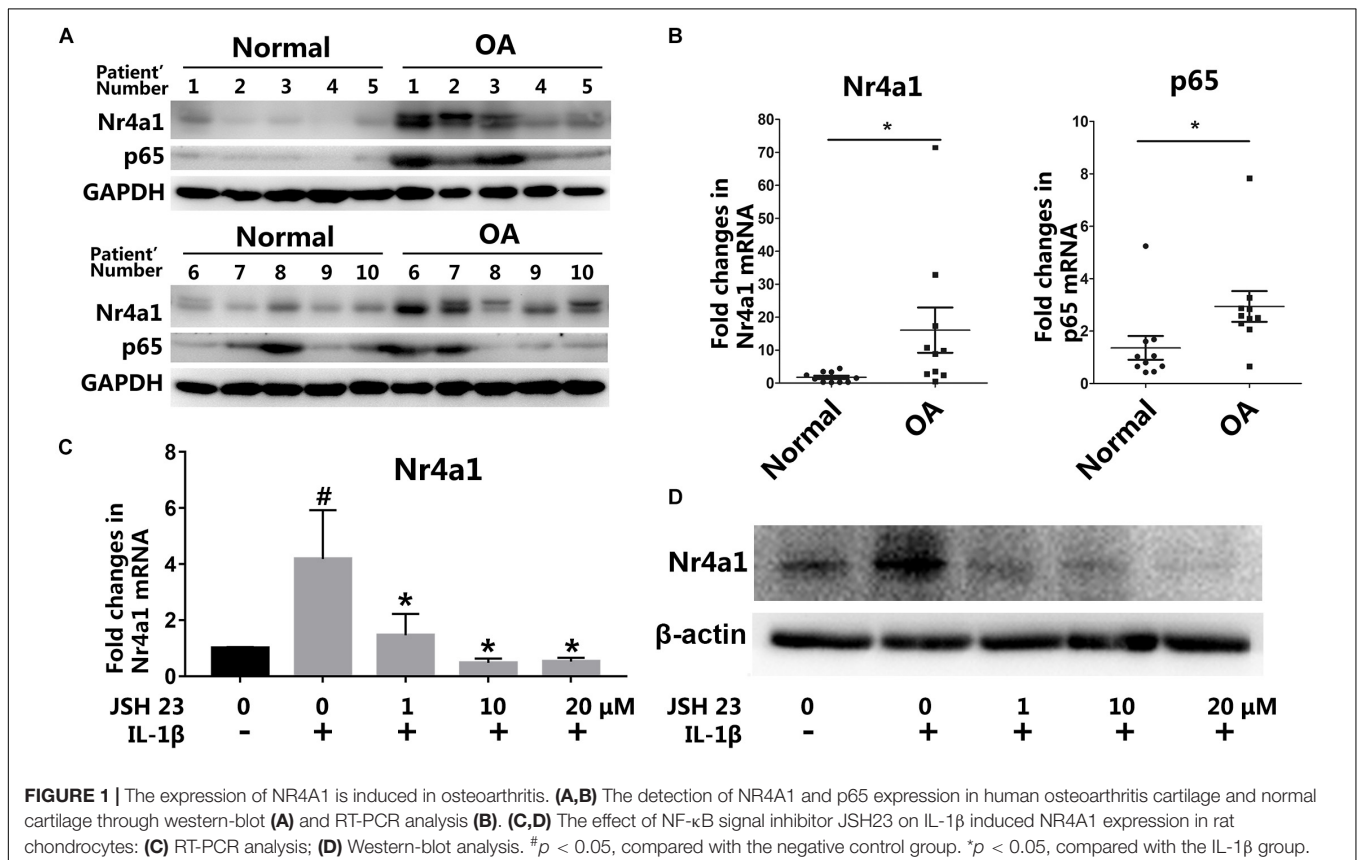 A
Normal OA
Patient'
Number 1 2 3 4 5 1 2 3 4 5
Nr4a1
p65
GAPDH
Normal OA
Patient'
Number 6 7 8 9 10 6 7 8 9 10
Nr4a1
p65
GAPDH
B
Nr4a1
Fold changes in
Nr4a1 mRNA
80
70
60
50
40
30
20
10
0
*
Normal OA
p65
Fold changes in
p65 mRNA
10
8
6
4
2
0
*
Normal OA
C
Nr4a1
Fold changes in
Nr4a1 mRNA
8
6
4
2
0
# * * *
JSH 23 0 0 1 10 20 μM
IL-1β - + + + +
D
Nr4a1
β-actin
JSH 23 0 0 1 10 20 μM
IL-1β - + + + +
FIGURE 1 | The expression of NR4A1 is induced in osteoarthritis. (A,B) The detection of NR4A1 and p65 expression in human osteoarthritis cartilage and normal
cartilage through western-blot (A) and RT-PCR analysis (B). (C,D) The effect of NF-κB signal inhibitor JSH23 on IL-1β induced NR4A1 expression in rat
chondrocytes: (C) RT-PCR analysis; (D) Western-blot analysis. #p < 0.05, compared with the negative control group. *p < 0.05, compared with the IL-1β group.